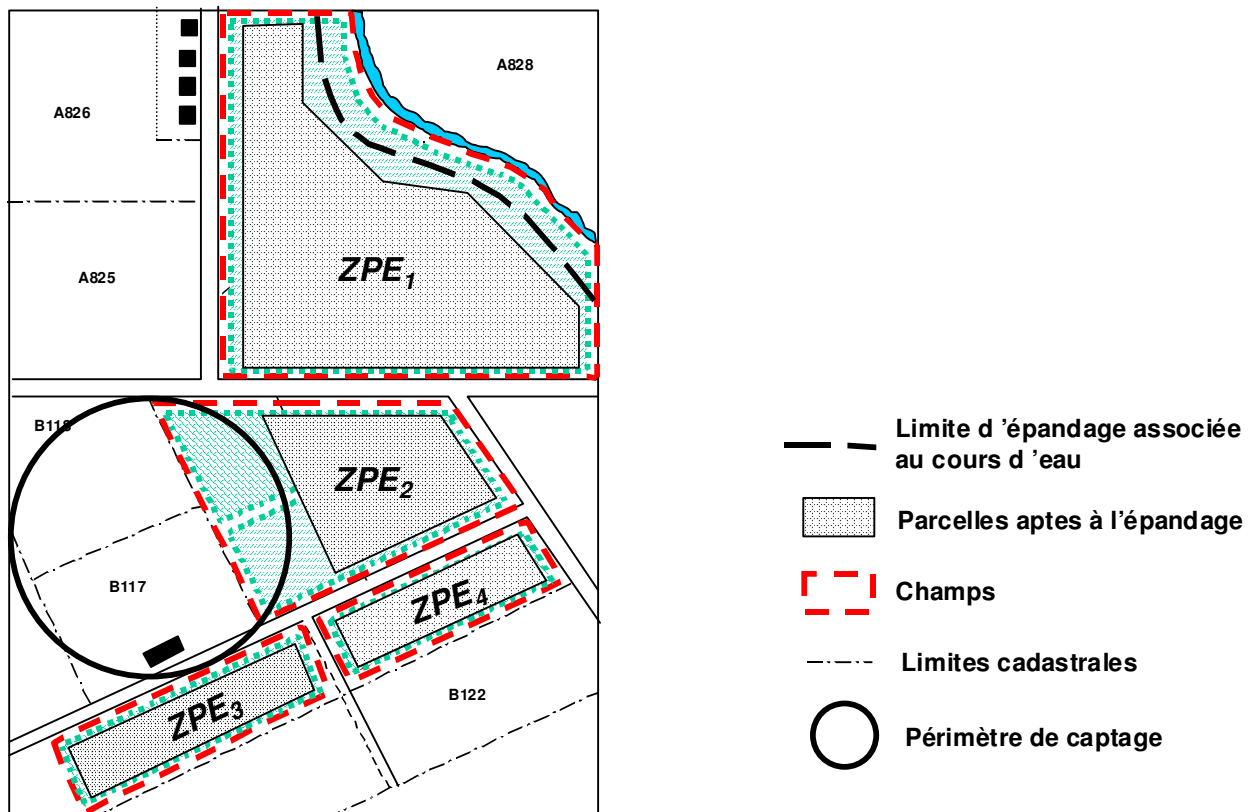 A828
A826
ZPE1
A825
B118
ZPE2
B117
ZPE4
ZPE3
B122
Limite d ’épandage associée
au cours d ’eau
Parcelles aptes à l’épandage
Champs
Limites cadastrales
Périmètre de captage